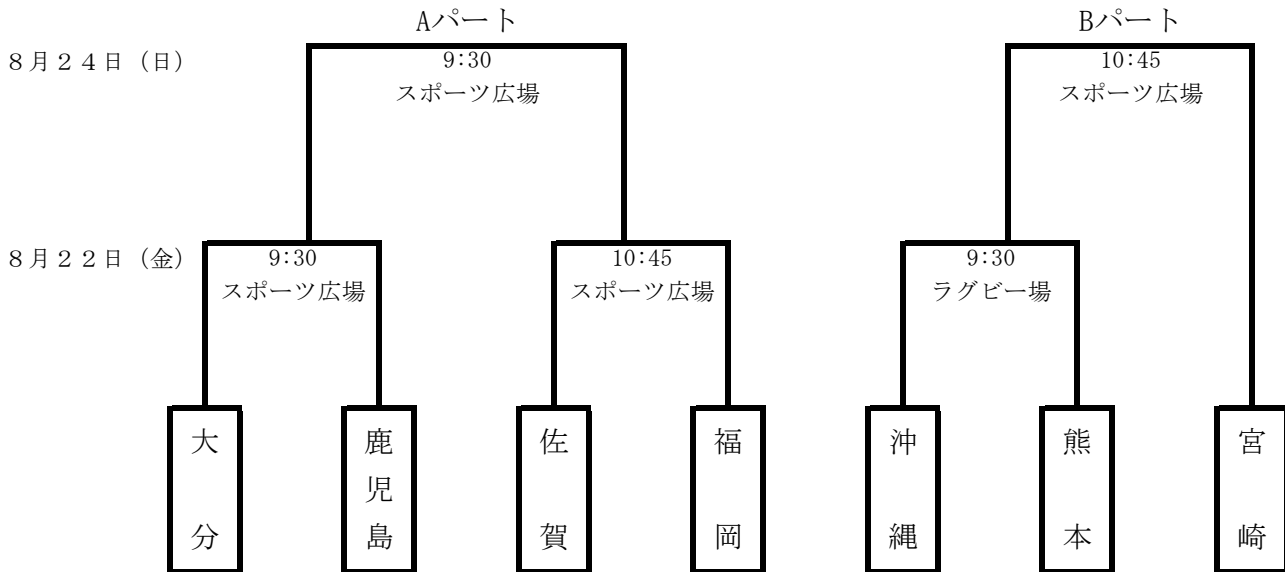 Aパート
Bパート
８月２４日（日）
9:30
スポーツ広場
10:45
スポーツ広場
８月２２日（金）
9:30
スポーツ広場
10:45
スポーツ広場
9:30
ラグビー場
大分
鹿児島
佐賀
福岡
沖縄
熊本
宮崎